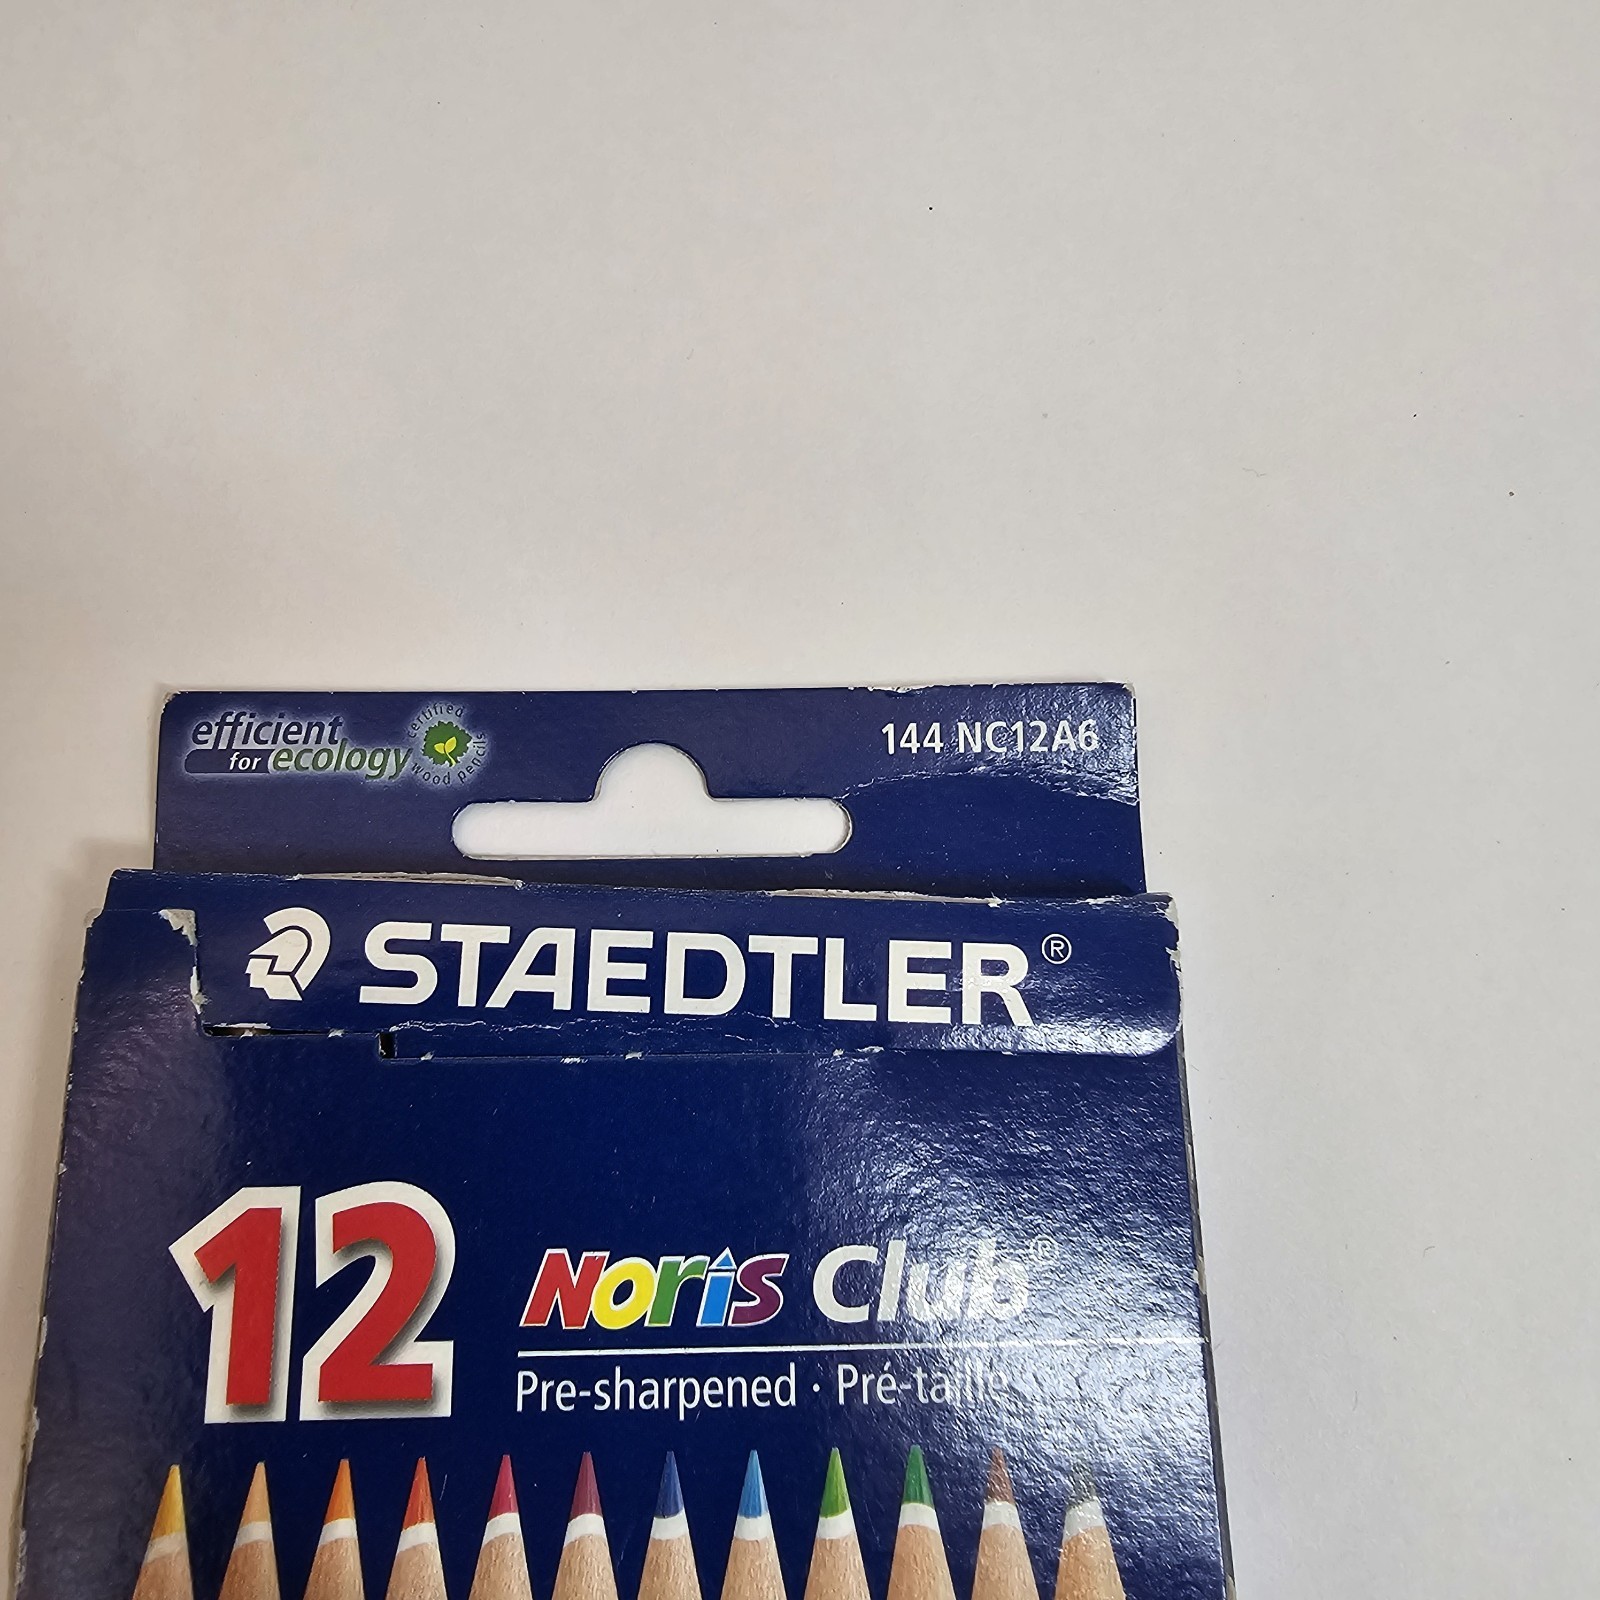 efficient
for ecology
certified
wood pencils
144 NC12A6
STAEDTLER®
12
Noris Club®
Pre-sharpened · Pré-taillé